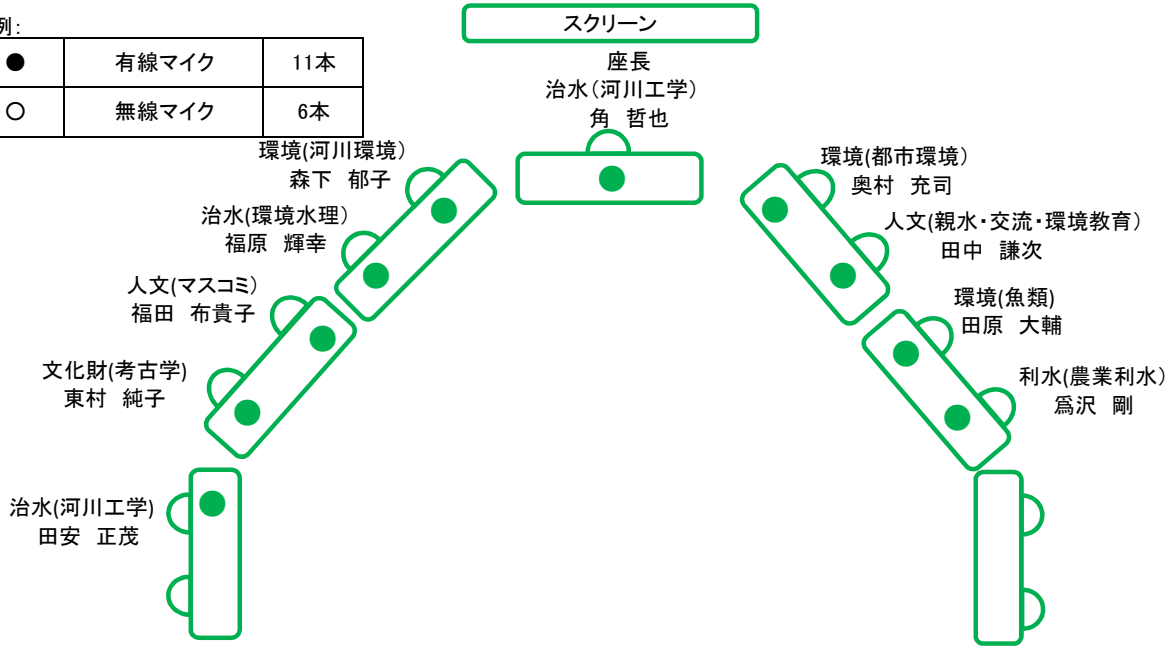 例:
● 有線マイク 11本
○ 無線マイク 6本
スクリーン
座長
治水（河川工学）
角 哲也
環境(河川環境）
森下 郁子
治水(環境水理）
福原 輝幸
人文(マスコミ）
福田 布貴子
文化財(考古学)
東村 純子
治水(河川工学)
田安 正茂
環境(都市環境）
奥村 充司
人文(親水・交流・環境教育）
田中 謙次
環境(魚類)
田原 大輔
利水(農業利水）
爲沢 剛